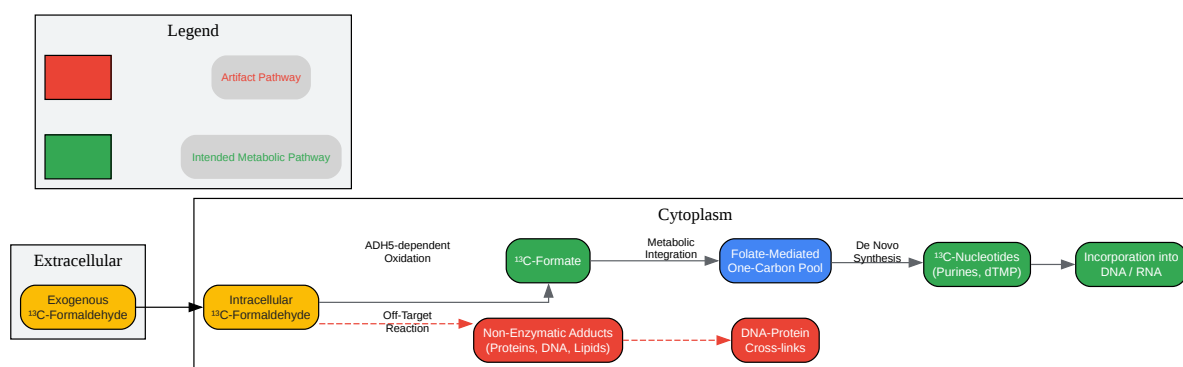 Legend
Artifact Pathway
Intended Metabolic Pathway
Cytoplasm
Extracellular
Exogenous
¹³C-Formaldehyde
Intracellular
¹³C-Formaldehyde
ADH5-dependent
Oxidation
¹³C-Formate
Metabolic
Integration
Folate-Mediated
One-Carbon Pool
De Novo
Synthesis
¹³C-Nucleotides
(Purines, dTMP)
Incorporation into
DNA / RNA
Off-Target
Reaction
Non-Enzymatic Adducts
(Proteins, DNA, Lipids)
DNA-Protein
Cross-links